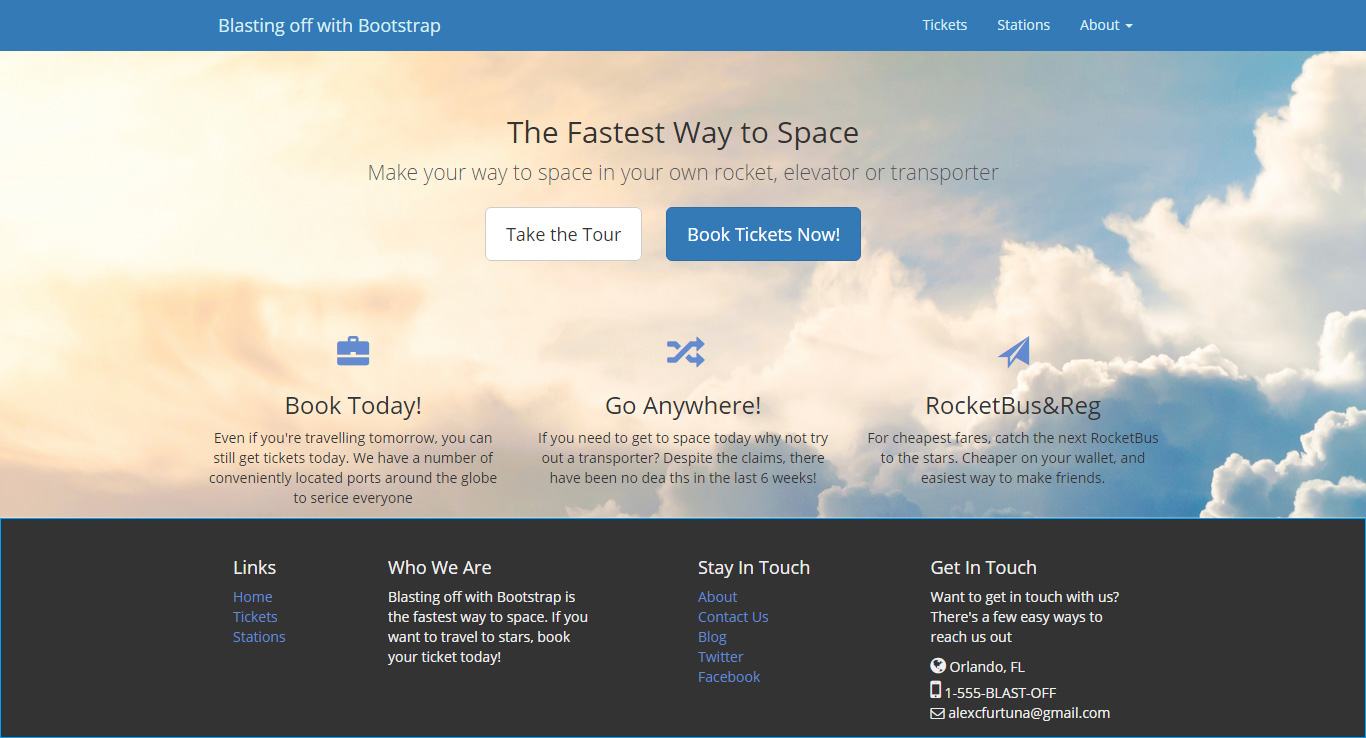 Blasting off with Bootstrap
Tickets
Stations
About
The Fastest Way to Space
Make your way to space in your own rocket, elevator or transporter
Take the Tour
Book Tickets Now!
Book Today!
Even if you're travelling tomorrow, you can
still get tickets today. We have a number of
conveniently located ports around the globe
to serice everyone
Go Anywhere!
If you need to get to space today why not try
out a transporter? Despite the claims, there
have been no dea ths in the last 6 weeks!
RocketBus&Reg
For cheapest fares, catch the next RocketBus
to the stars. Cheaper on your wallet, and
easiest way to make friends.
Links
Home
Tickets
Stations
Who We Are
Blasting off with Bootstrap is
the fastest way to space. If you
want to travel to stars, book
your ticket today!
Stay In Touch
About
Contact Us
Blog
Twitter
Facebook
Get In Touch
Want to get in touch with us?
There's a few easy ways to
reach us out
Orlando, FL
1-555-BLAST-OFF
alexcfurtuna@gmail.com